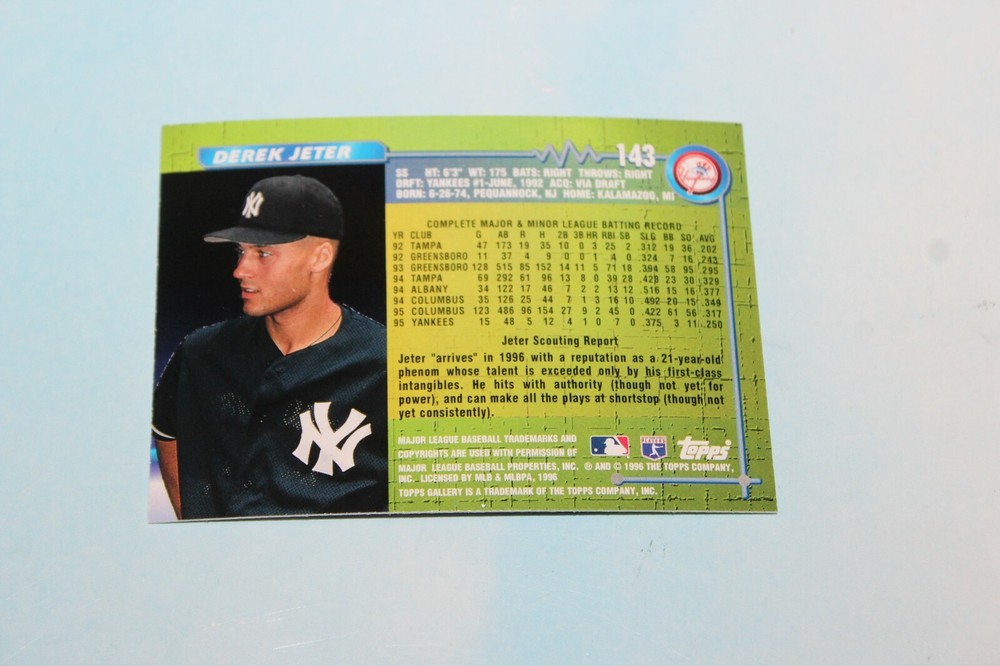 DEREK JETER
143
SS HT: 6'3" WT: 175 BATS: RIGHT THROWS: RIGHT
DRFT: YANKEES #1-JUNE, 1992 ACQ: VIA DRAFT
BORN: 6-26-74, PEQUANNOCK, NJ HOME: KALAMAZOO, MI
COMPLETE MAJOR & MINOR LEAGUE BATTING RECORD
YR CLUB G AB R H 2B 3B HR RBI SB SLG BB SO AVG
92 TAMPA 47 173 19 35 10 0 3 25 2 .312 19 36 .202
92 GREENSBORO 11 37 4 9 0 0 1 4 0 .324 7 16 .243
93 GREENSBORO 128 515 85 152 14 11 5 71 18 .394 58 95 .295
94 TAMPA 69 292 61 96 13 8 0 39 28 .428 23 30 .329
94 ALBANY 34 122 17 46 7 2 13 12 .516 15 16 .377
94 COLUMBUS 35 126 25 44 7 1 3 16 10 .492 20 15 .349
95 COLUMBUS 123 486 96 154 27 9 2 45 0 .422 61 56 .317
95 YANKEES 15 48 5 12 4 1 0 7 0 .375 3 11 .250
Jeter Scouting Report
Jeter "arrives" in 1996 with a reputation as a 21-year-old
phenom whose talent is exceeded only by his first-class
intangibles. He hits with authority (though not yet for
power), and can make all the plays at shortstop (though not
yet consistently).
MAJOR LEAGUE BASEBALL TRADEMARKS AND
COPYRIGHTS ARE USED WITH PERMISSION OF
MAJOR LEAGUE BASEBALL PROPERTIES, INC. ® AND © 1996 THE TOPPS COMPANY,
INC. LICENSED BY MLB & MLBPA, 1996
TOPPS GALLERY IS A TRADEMARK OF THE TOPPS COMPANY, INC.
topps
NY
NY